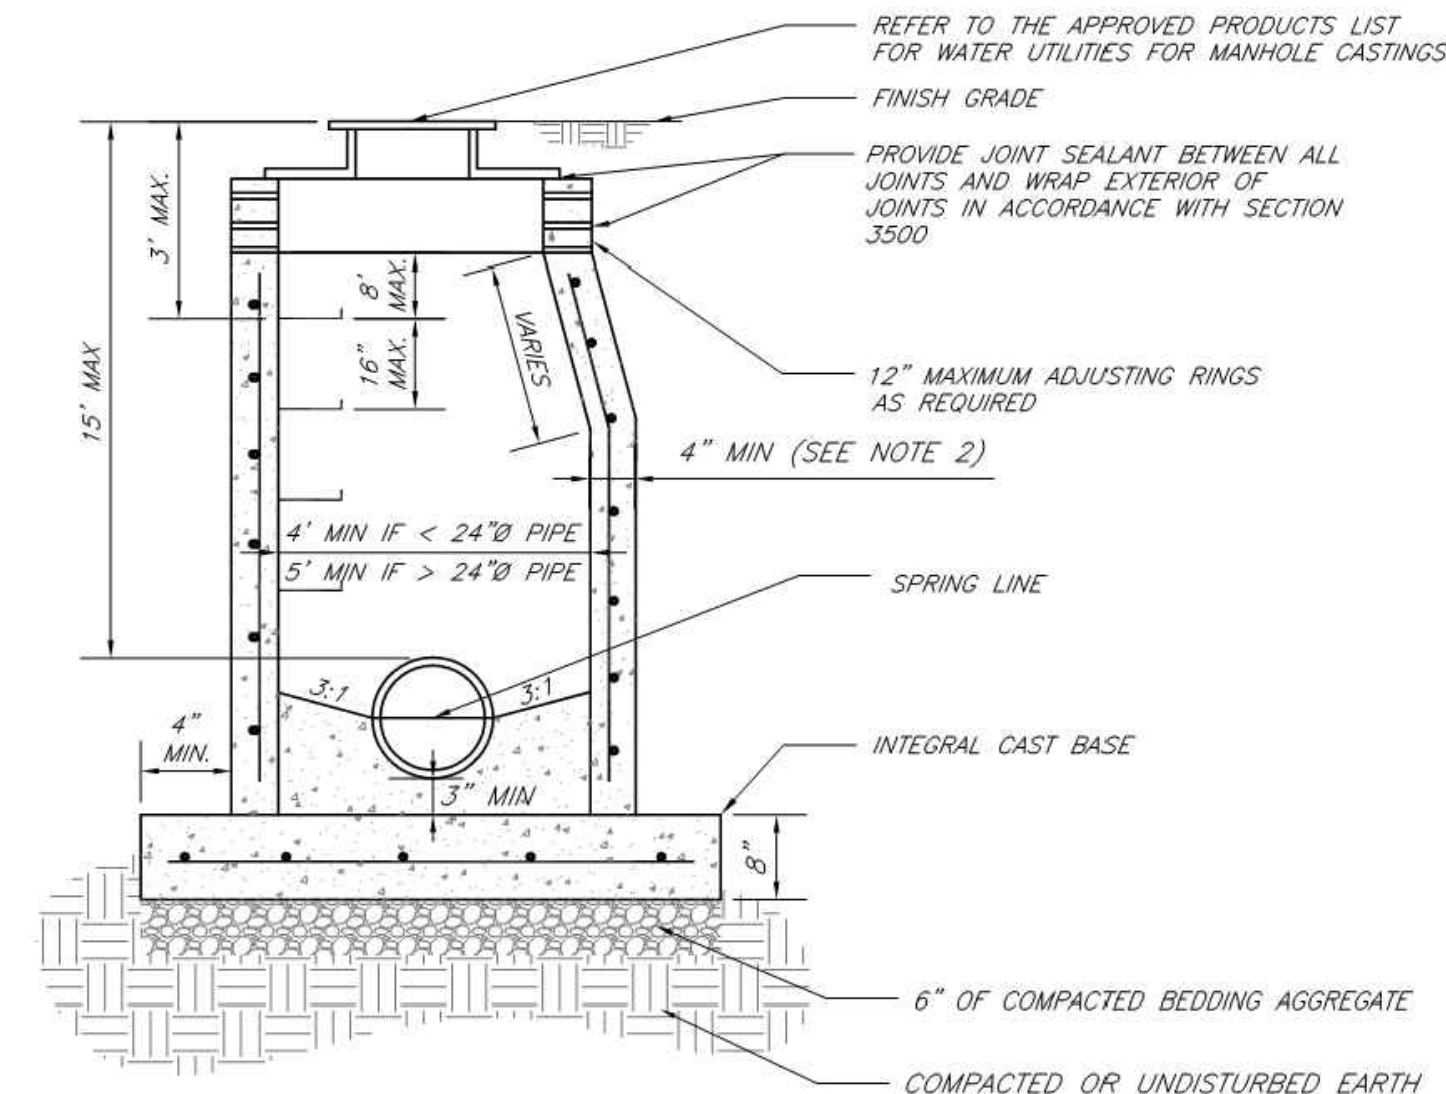 REFER TO THE APPROVED PRODUCTS LIST
FOR WATER UTILITIES FOR MANHOLE CASTINGS
FINISH GRADE
PROVIDE JOINT SEALANT BETWEEN ALL
JOINTS AND WRAP EXTERIOR OF
JOINTS IN ACCORDANCE WITH SECTION
3500
3' MAX.
8'
MAX.
16"
MAX.
VARIES
15' MAX
12" MAXIMUM ADJUSTING RINGS
AS REQUIRED
4" MIN (SEE NOTE 2)
4' MIN IF < 24"Ø PIPE
5' MIN IF > 24"Ø PIPE
SPRING LINE
3:1
3:1
4"
MIN.
INTEGRAL CAST BASE
3" MIN
8"
6" OF COMPACTED BEDDING AGGREGATE
COMPACTED OR UNDISTURBED EARTH